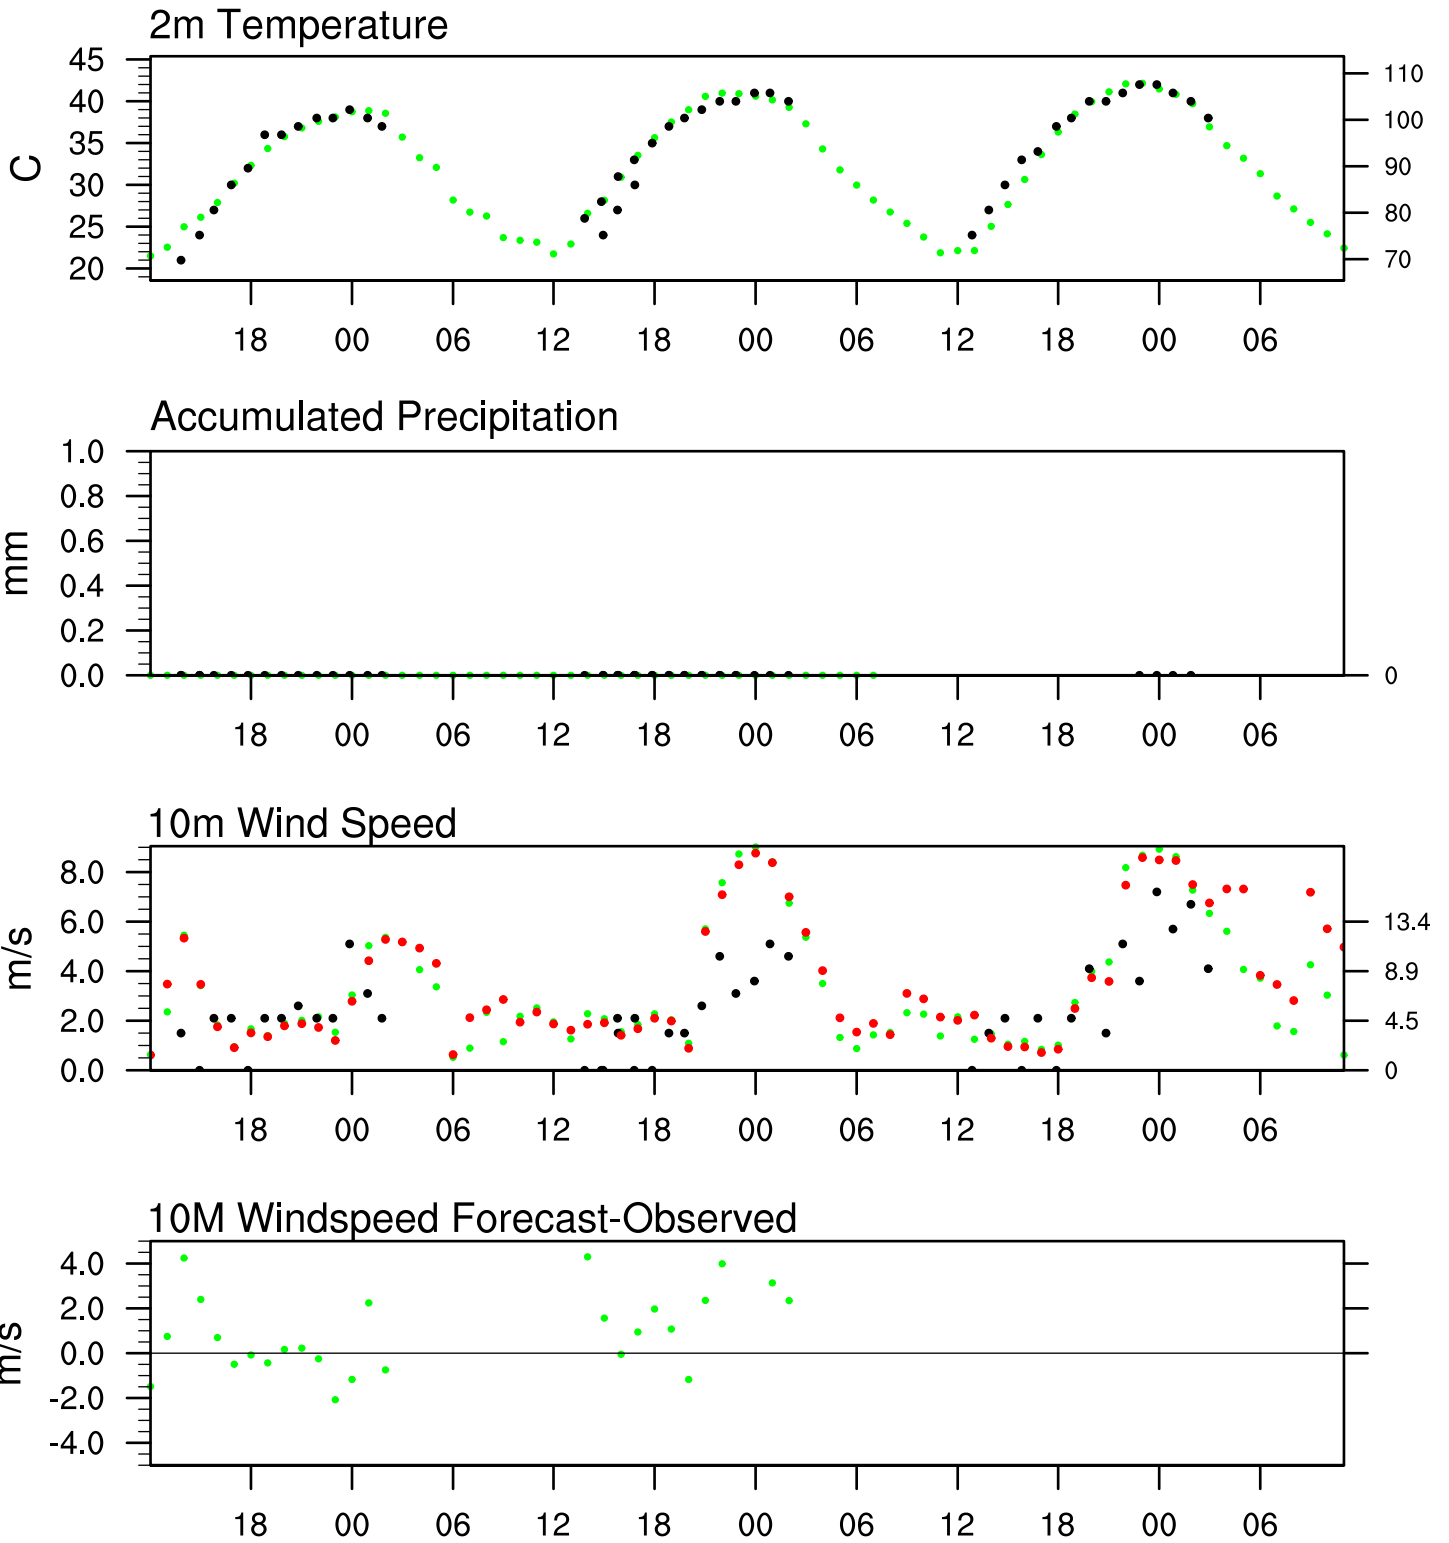 2m Temperature
45
40
35
30
25
20
C
110
100
90
80
70
18 00 06 12 18 00 06 12 18 00 06
Accumulated Precipitation
1.0
0.8
0.6
0.4
0.2
0.0
mm
0
18 00 06 12 18 00 06 12 18 00 06
10m Wind Speed
8.0
6.0
4.0
2.0
0.0
m/s
13.4
8.9
4.5
0
18 00 06 12 18 00 06 12 18 00 06
10M Windspeed Forecast-Observed
4.0
2.0
0.0
-2.0
-4.0
m/s
18 00 06 12 18 00 06 12 18 00 06